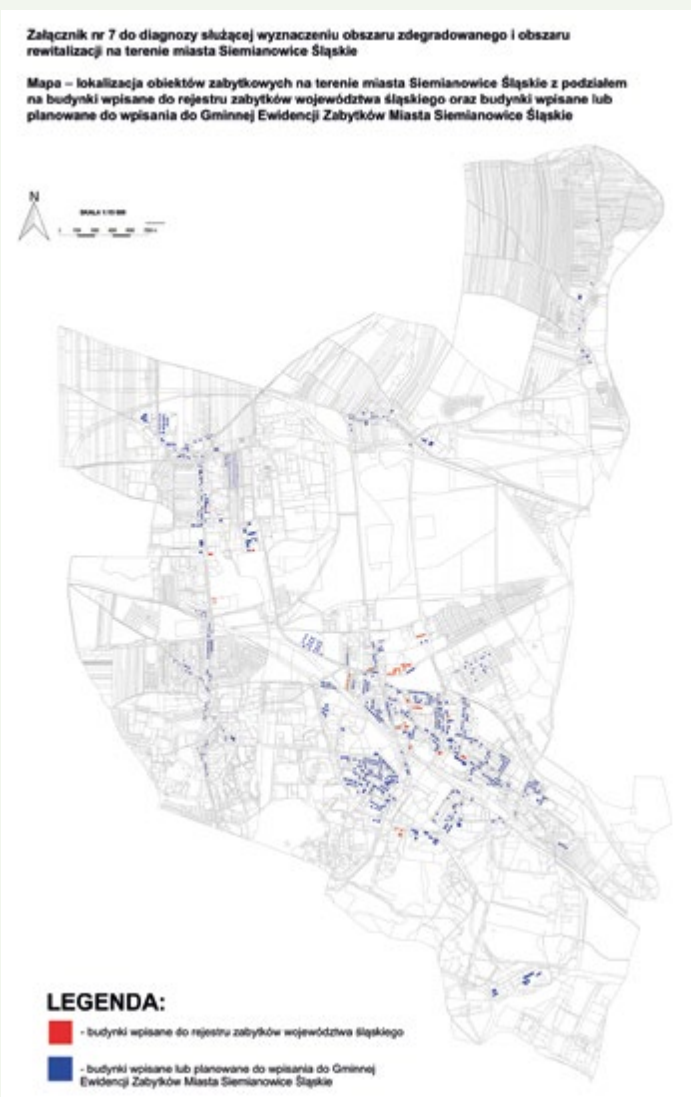 Załącznik nr 7 do diagnozy służącej wyznaczeniu obszaru zdegradowanego i obszaru
rewitalizacji na terenie miasta Siemianowice Śląskie
Mapa – lokalizacja obiektów zabytkowych na terenie miasta Siemianowice Śląskie z podziałem
na budynki wpisane do rejestru zabytków województwa śląskiego oraz budynki wpisane lub
planowane do wpisania do Gminnej Ewidencji Zabytków Miasta Siemianowice Śląskie
N
LEGENDA:
- budynki wpisane do rejestru zabytków województwa śląskiego
- budynki wpisane lub planowane do wpisania do Gminnej
Ewidencji Zabytków Miasta Siemianowice Śląskie